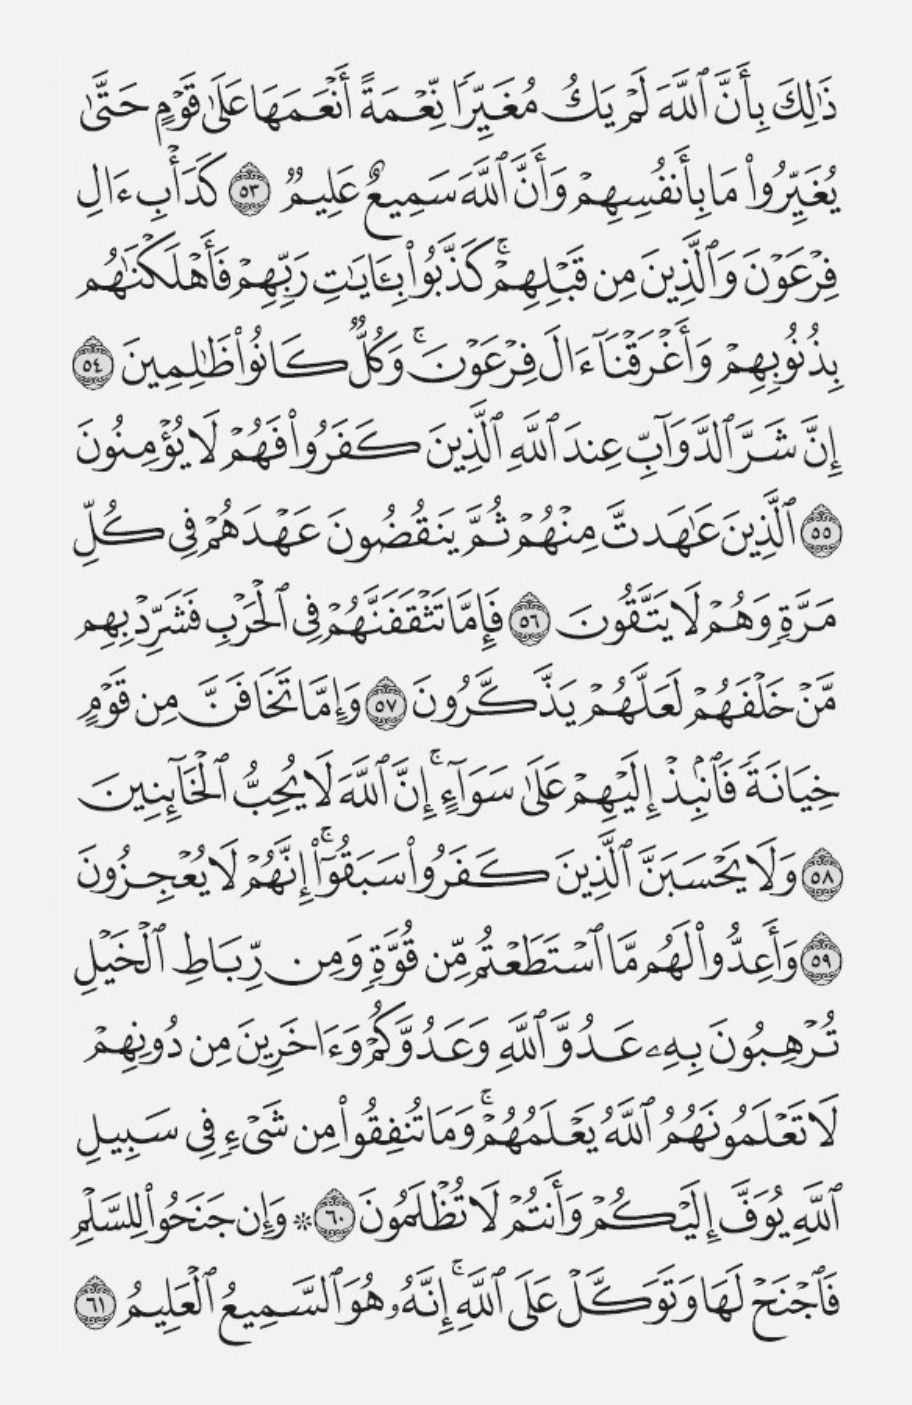 ذَٰلِكَ بِأَنَّ ٱللَّهَ لَمْ يَكُ مُغَيِّرًا نِّعْمَةً أَنْعَمَهَا عَلَىٰ قَوْمٍ حَتَّىٰ
يُغَيِّرُوا۟ مَا بِأَنفُسِهِمْ وَأَنَّ ٱللَّهَ سَمِيعٌ عَلِيمٌ ٥٣ كَدَأْبِ ءَالِ
فِرْعَوْنَ وَٱلَّذِينَ مِن قَبْلِهِمْ ۚ كَذَّبُوا۟ بِـَٔايَـٰتِ رَبِّهِمْ فَأَهْلَكْنَـٰهُم
بِذُنُوبِهِمْ وَأَغْرَقْنَآ ءَالَ فِرْعَوْنَ ۚ وَكُلٌّ كَانُوا۟ ظَـٰلِمِينَ ٥٤
إِنَّ شَرَّ ٱلدَّوَآبِّ عِندَ ٱللَّهِ ٱلَّذِينَ كَفَرُوا۟ فَهُمْ لَا يُؤْمِنُونَ
٥٥ ٱلَّذِينَ عَـٰهَدتَّ مِنْهُمْ ثُمَّ يَنقُضُونَ عَهْدَهُمْ فِى كُلِّ
مَرَّةٍ وَهُمْ لَا يَتَّقُونَ ٥٦ فَإِمَّا تَثْقَفَنَّهُمْ فِى ٱلْحَرْبِ فَشَرِّدْ بِهِم
مَّنْ خَلْفَهُمْ لَعَلَّهُمْ يَذَّكَّرُونَ ٥٧ وَإِمَّا تَخَافَنَّ مِن قَوْمٍ
خِيَانَةً فَٱنۢبِذْ إِلَيْهِمْ عَلَىٰ سَوَآءٍ ۚ إِنَّ ٱللَّهَ لَا يُحِبُّ ٱلْخَآئِنِينَ
٥٨ وَلَا يَحْسَبَنَّ ٱلَّذِينَ كَفَرُوا۟ سَبَقُوٓا۟ ۚ إِنَّهُمْ لَا يُعْجِزُونَ
٥٩ وَأَعِدُّوا۟ لَهُم مَّا ٱسْتَطَعْتُم مِّن قُوَّةٍ وَمِن رِّبَاطِ ٱلْخَيْلِ
تُرْهِبُونَ بِهِۦ عَدُوَّ ٱللَّهِ وَعَدُوَّكُمْ وَءَاخَرِينَ مِن دُونِهِمْ
لَا تَعْلَمُونَهُمُ ٱللَّهُ يَعْلَمُهُمْ ۚ وَمَا تُنفِقُوا۟ مِن شَىْءٍ فِى سَبِيلِ
ٱللَّهِ يُوَفَّ إِلَيْكُمْ وَأَنتُمْ لَا تُظْلَمُونَ ٦٠ ۞ وَإِن جَنَحُوا۟ لِلسَّلْمِ
فَٱجْنَحْ لَهَا وَتَوَكَّلْ عَلَى ٱللَّهِ ۚ إِنَّهُۥ هُوَ ٱلسَّمِيعُ ٱلْعَلِيمُ ٦١